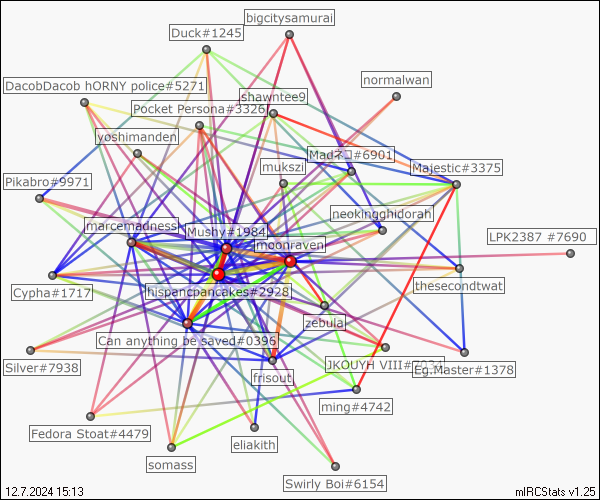 bigcitysamurai
Duck#1245
normalwan
DacobDacob hORNY police#5271
shawntee9
Pocket Persona#3326
yoshimanden
Madネコ#6901
mukszi
Majestic#3375
Pikabro#9971
neokingghidorah
marcemadness
Mushy#1984
moonraven
LPK2387 #7690
thesecondtwat
Cypha#1717
hispancpancakes#2928
zebula
Can anything be saved#0396
JKOUYH VIII#
Eg.Master#1378
Silver#7938
frisout
ming#4742
Fedora Stoat#4479
eliakith
somass
Swirly Boi#6154
12.7.2024 15:13
mIRCStats v1.25